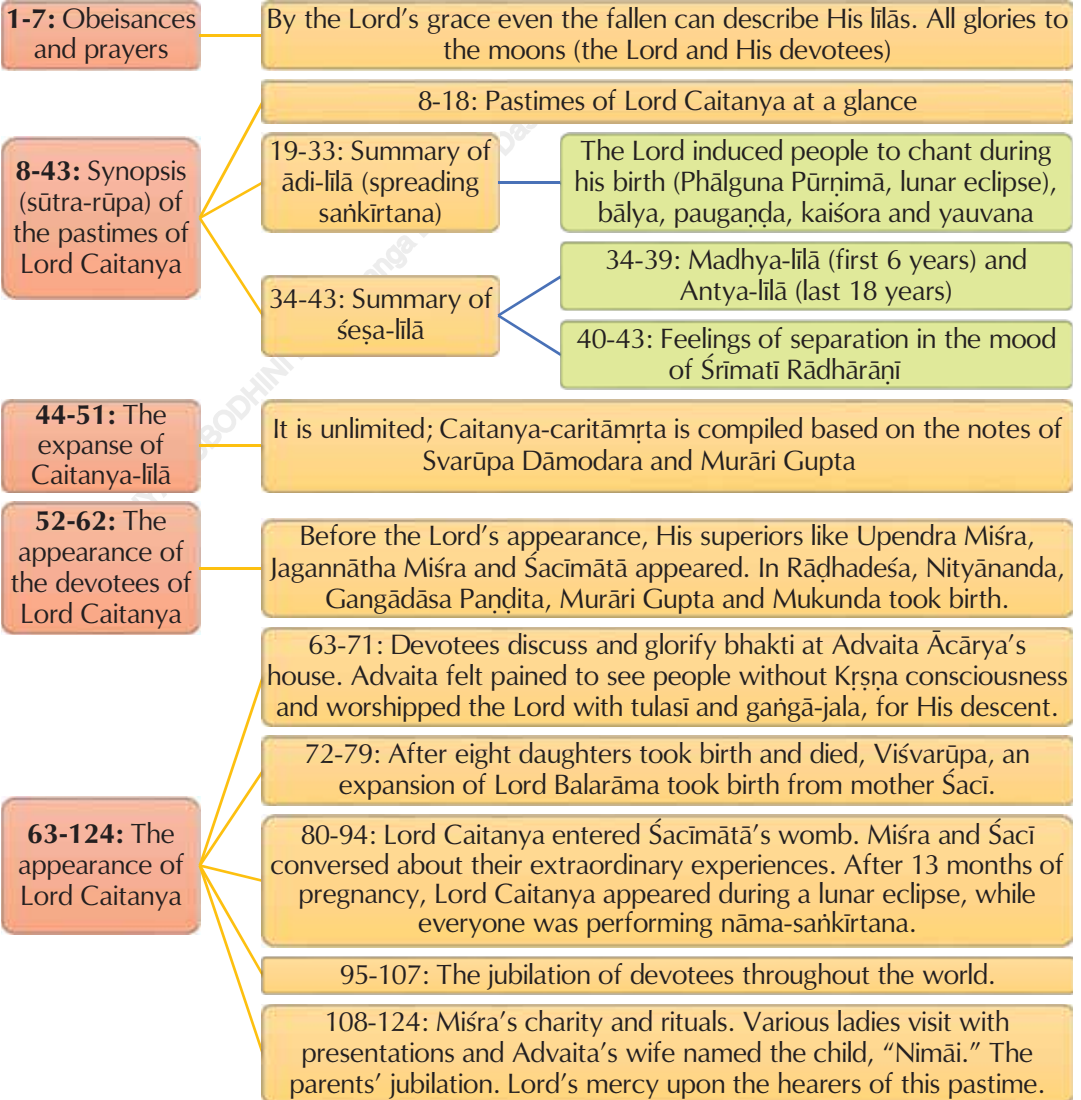 1-7: Obeisances
and prayers
By the Lord’s grace even the fallen can describe His līlās. All glories to
the moons (the Lord and His devotees)
8-43: Synopsis
(sūtra-rūpa) of
the pastimes of
Lord Caitanya
8-18: Pastimes of Lord Caitanya at a glance
19-33: Summary of
ādi-līlā (spreading
saṅkīrtana)
The Lord induced people to chant during
his birth (Phālguna Pūrṇimā, lunar eclipse),
bālya, paugaṇḍa, kaiśora and yauvana
34-43: Summary of
śeṣa-līlā
34-39: Madhya-līlā (first 6 years) and
Antya-līlā (last 18 years)
40-43: Feelings of separation in the mood
of Śrīmatī Rādhārāṇī
44-51: The
expanse of
Caitanya-līlā
It is unlimited; Caitanya-caritāmṛta is compiled based on the notes of
Svarūpa Dāmodara and Murāri Gupta
52-62: The
appearance of
the devotees of
Lord Caitanya
Before the Lord’s appearance, His superiors like Upendra Miśra,
Jagannātha Miśra and Śacīmātā appeared. In Rāḍhadeśa, Nityānanda,
Gangādāsa Paṇḍita, Murāri Gupta and Mukunda took birth.
63-124: The
appearance of
Lord Caitanya
63-71: Devotees discuss and glorify bhakti at Advaita Ācārya’s
house. Advaita felt pained to see people without Kṛṣṇa consciousness
and worshipped the Lord with tulasī and gaṅgā-jala, for His descent.
72-79: After eight daughters took birth and died, Viśvarūpa, an
expansion of Lord Balarāma took birth from mother Śacī.
80-94: Lord Caitanya entered Śacīmātā’s womb. Miśra and Śacī
conversed about their extraordinary experiences. After 13 months of
pregnancy, Lord Caitanya appeared during a lunar eclipse, while
everyone was performing nāma-saṅkīrtana.
95-107: The jubilation of devotees throughout the world.
108-124: Miśra’s charity and rituals. Various ladies visit with
presentations and Advaita’s wife named the child, “Nimāi.” The
parents’ jubilation. Lord’s mercy upon the hearers of this pastime.